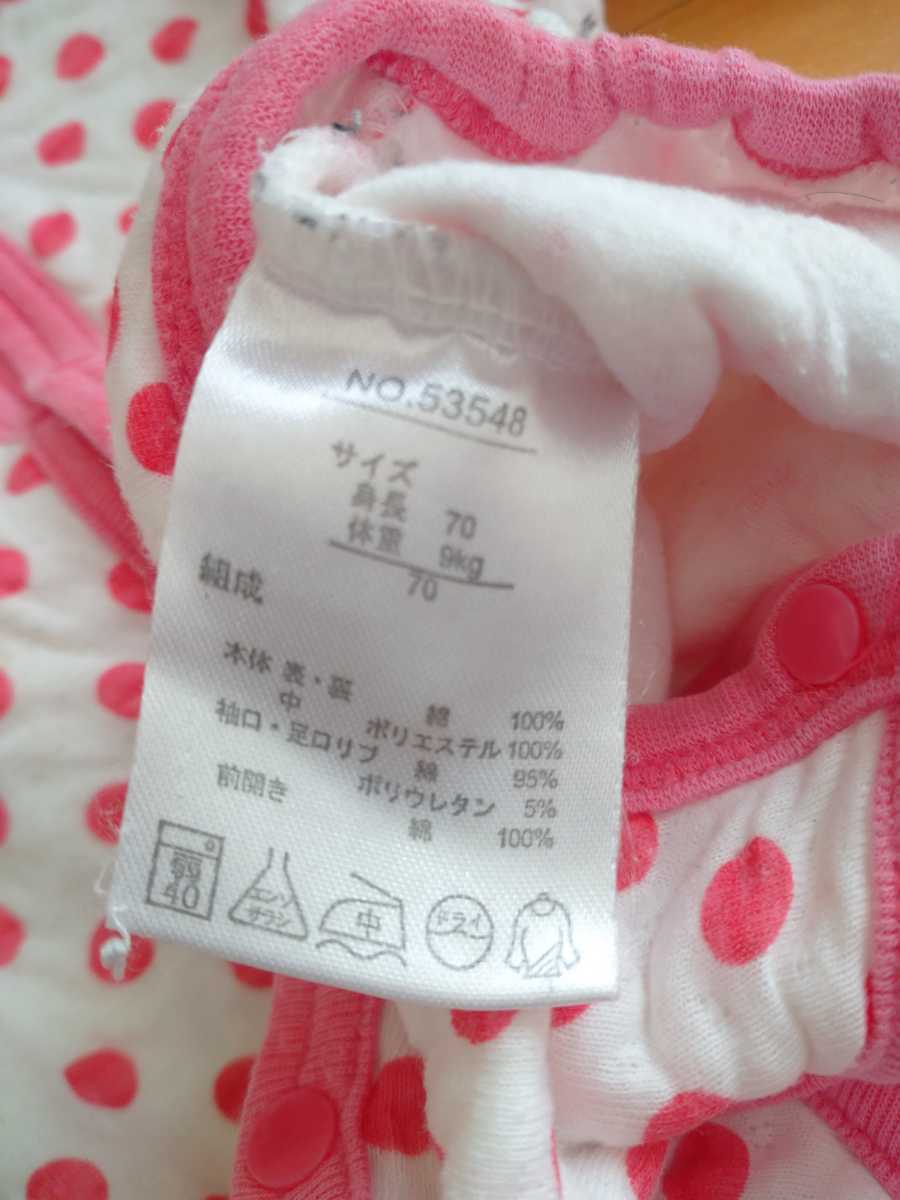 NO.53548
サイズ
身長 70
体重 9kg
70
組成
本体 表・裏 綿 100%
中 ポリエステル 100%
袖口・足口リブ 綿 95%
ポリウレタン 5%
前開き 綿 100%
弱
40
エンソ
サラシ
中
ドライ